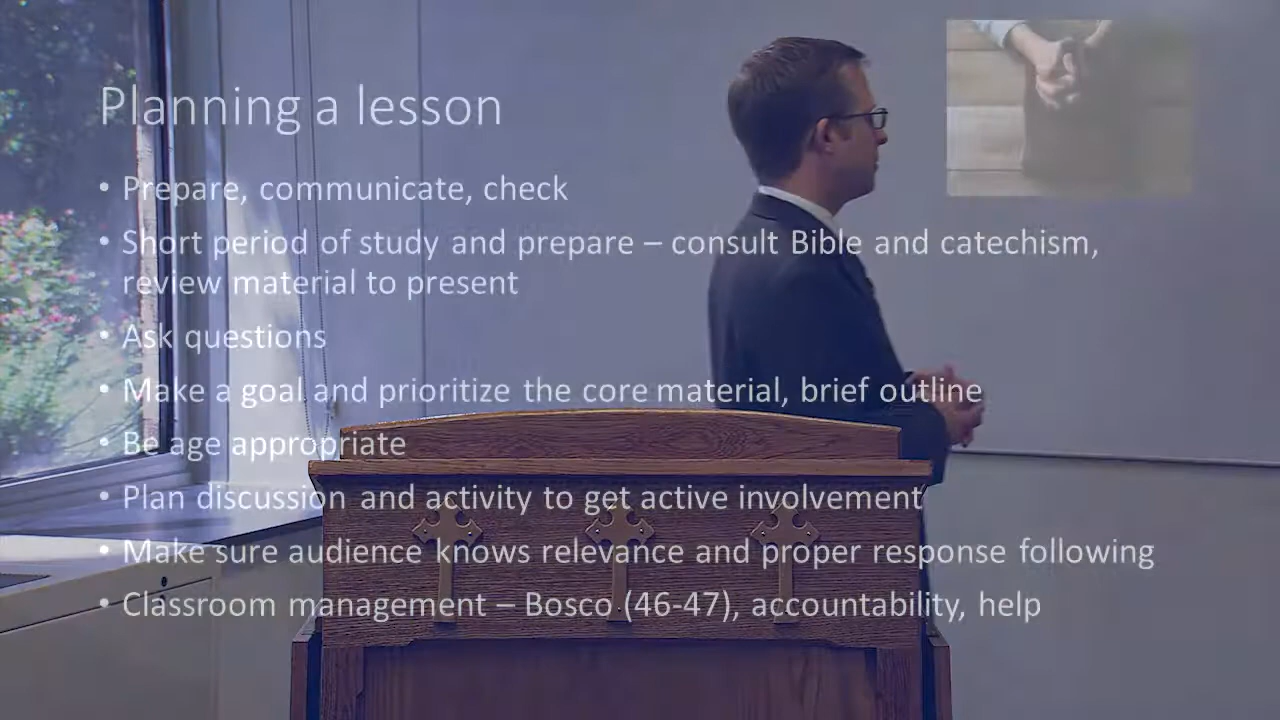 Planning a lesson
• Prepare, communicate, check
• Short period of study and prepare – consult Bible and catechism,
review material to present
• Ask questions
• Make a goal and prioritize the core material, brief outline
• Be age appropriate
• Plan discussion and activity to get active involvement
• Make sure audience knows relevance and proper response following
• Classroom management – Bosco (46-47), accountability, help